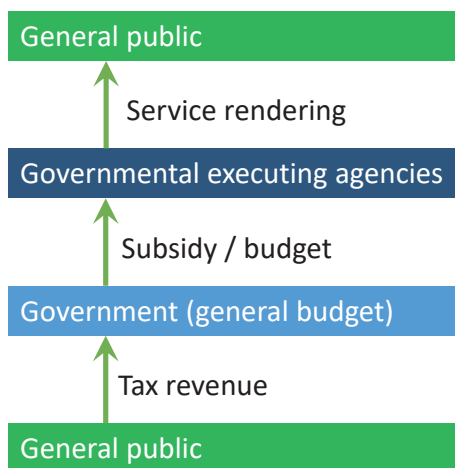 General public
Service rendering
Governmental executing agencies
Subsidy / budget
Government (general budget)
Tax revenue
General public